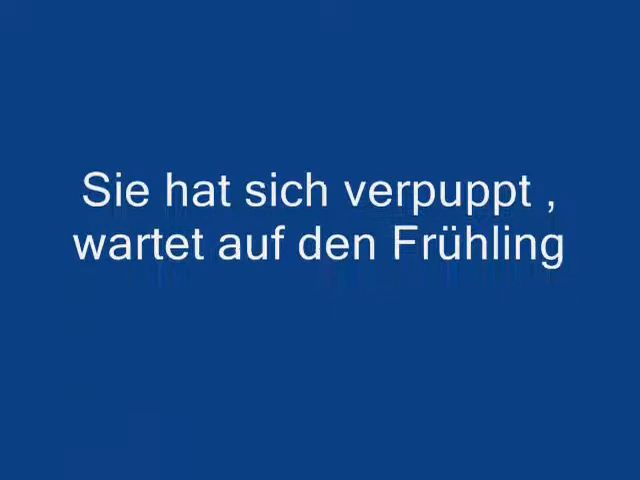 Sie hat sich verpuppt ,
wartet auf den Frühling